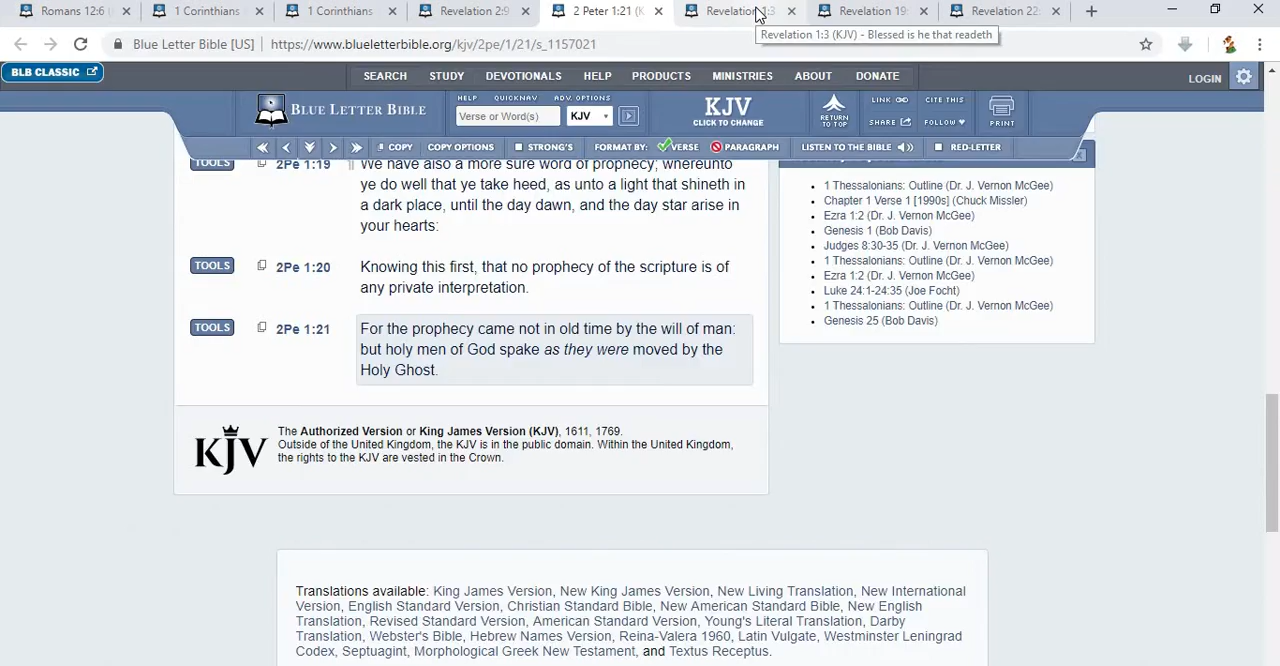 Romans 12:6
1 Corinthians
1 Corinthians
Revelation 2:9
2 Peter 1:21 (K
Revelation 1:3
Revelation 19:
Revelation 22:
Blue Letter Bible [US]
https://www.blueletterbible.org/kjv/2pe/1/21/s_1157021
Revelation 1:3 (KJV) - Blessed is he that readeth
BLB CLASSIC
SEARCH
STUDY
DEVOTIONALS
HELP
PRODUCTS
MINISTRIES
ABOUT
DONATE
LOGIN
BLUE LETTER BIBLE
HELP
QUICKNAV
ADV. OPTIONS
Verse or Word(s)
KJV
KJV
CLICK TO CHANGE
RETURN
TO TOP
LINK
CITE THIS
SHARE
FOLLOW
PRINT
COPY
COPY OPTIONS
STRONG'S
FORMAT BY:
VERSE
PARAGRAPH
LISTEN TO THE BIBLE
RED-LETTER
TOOLS
2Pe 1:19
¶
We have also a more sure word of prophecy; whereunto
ye do well that ye take heed, as unto a light that shineth in
a dark place, until the day dawn, and the day star arise in
your hearts:
TOOLS
2Pe 1:20
Knowing this first, that no prophecy of the scripture is of
any private interpretation.
TOOLS
2Pe 1:21
For the prophecy came not in old time by the will of man:
but holy men of God spake as they were moved by the
Holy Ghost.
1 Thessalonians: Outline (Dr. J. Vernon McGee)
Chapter 1 Verse 1 [1990s] (Chuck Missler)
Ezra 1:2 (Dr. J. Vernon McGee)
Genesis 1 (Bob Davis)
Judges 8:30-35 (Dr. J. Vernon McGee)
1 Thessalonians: Outline (Dr. J. Vernon McGee)
Ezra 1:2 (Dr. J. Vernon McGee)
Luke 24:1-24:35 (Joe Focht)
1 Thessalonians: Outline (Dr. J. Vernon McGee)
Genesis 25 (Bob Davis)
KJV
The Authorized Version or King James Version (KJV), 1611, 1769.
Outside of the United Kingdom, the KJV is in the public domain. Within the United Kingdom,
the rights to the KJV are vested in the Crown.
Translations available: King James Version, New King James Version, New Living Translation, New International
Version, English Standard Version, Christian Standard Bible, New American Standard Bible, New English
Translation, Revised Standard Version, American Standard Version, Young's Literal Translation, Darby
Translation, Webster's Bible, Hebrew Names Version, Reina-Valera 1960, Latin Vulgate, Westminster Leningrad
Codex, Septuagint, Morphological Greek New Testament, and Textus Receptus.